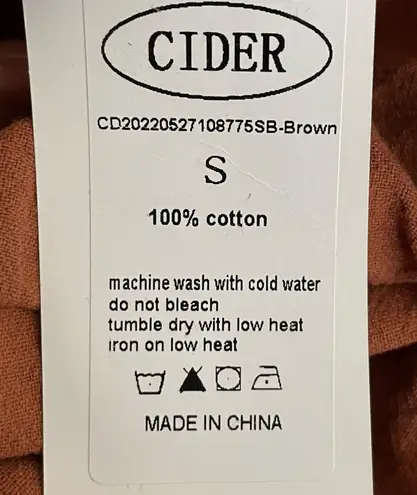 CIDER
CD20220527108775SB-Brown
S
100% cotton
machine wash with cold water
do not bleach
tumble dry with low heat
iron on low heat
MADE IN CHINA